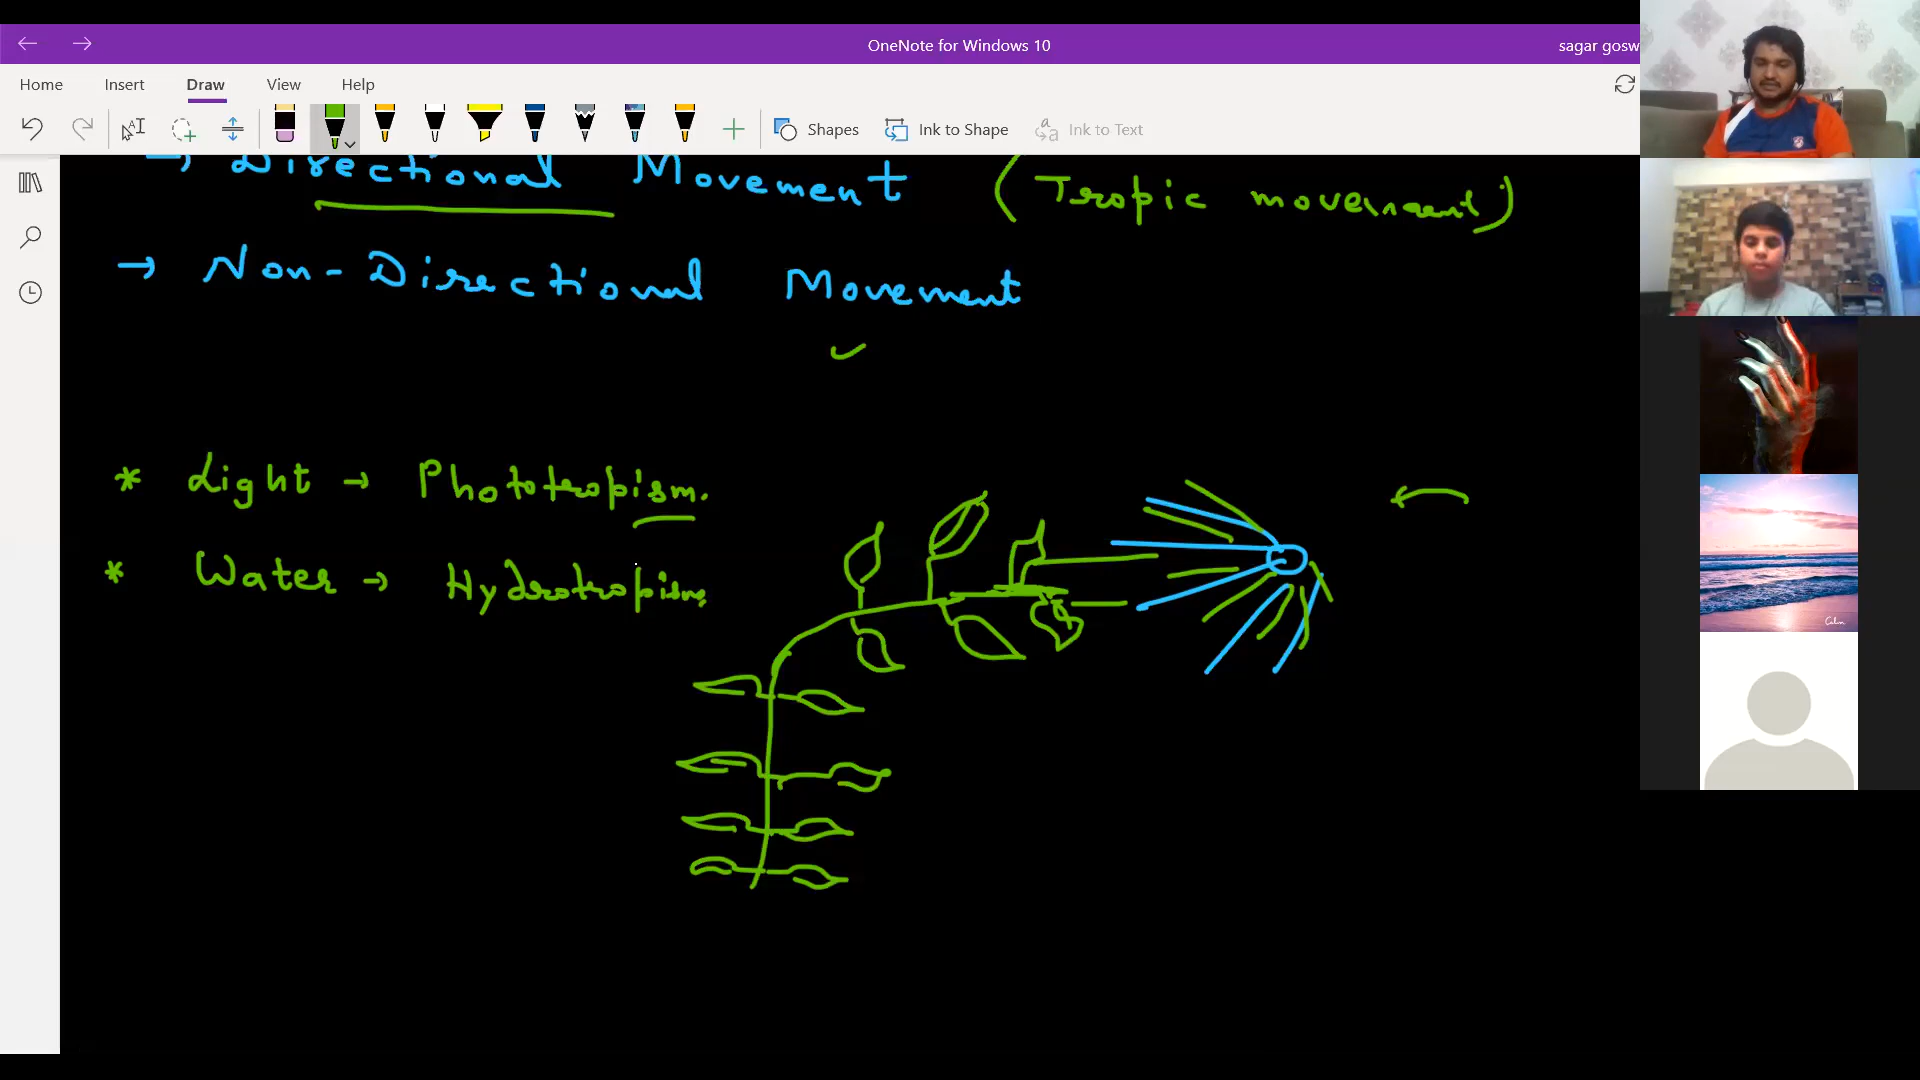 OneNote for Windows 10
sagar gosw
Home Insert Draw View Help
Shapes Ink to Shape Ink to Text
→ Directional Movement (Tropic movement)
→ Non-Directional Movement
* Light → Phototropism.
* Water → Hydrotropism
Calm